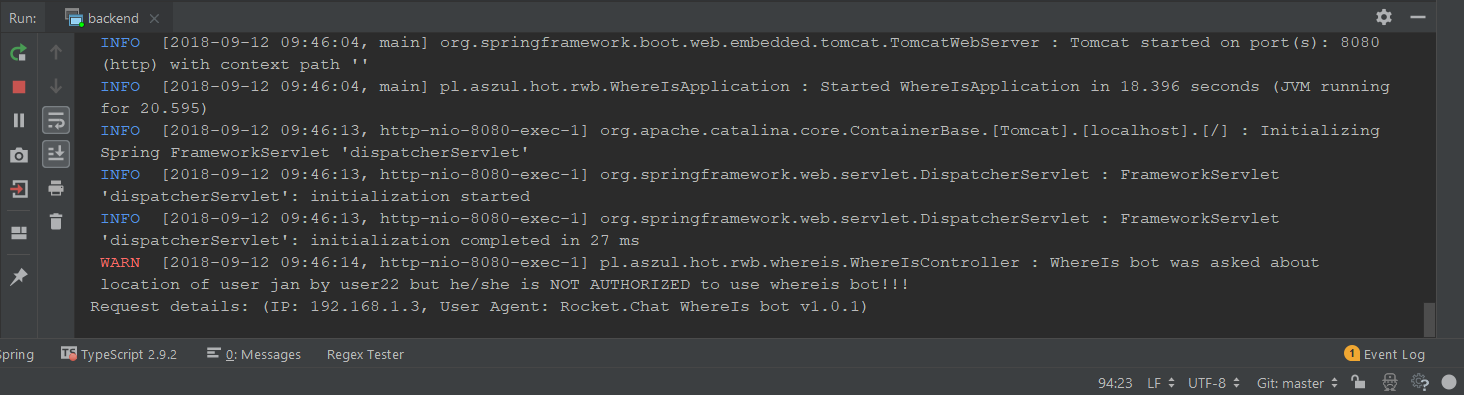 Run: backend
INFO [2018-09-12 09:46:04, main] org.springframework.boot.web.embedded.tomcat.TomcatWebServer : Tomcat started on port(s): 8080
(http) with context path ''
INFO [2018-09-12 09:46:04, main] pl.aszul.hot.rwb.WhereIsApplication : Started WhereIsApplication in 18.396 seconds (JVM running
for 20.595)
INFO [2018-09-12 09:46:13, http-nio-8080-exec-1] org.apache.catalina.core.ContainerBase.[Tomcat].[localhost].[/] : Initializing
Spring FrameworkServlet 'dispatcherServlet'
INFO [2018-09-12 09:46:13, http-nio-8080-exec-1] org.springframework.web.servlet.DispatcherServlet : FrameworkServlet
'dispatcherServlet': initialization started
INFO [2018-09-12 09:46:13, http-nio-8080-exec-1] org.springframework.web.servlet.DispatcherServlet : FrameworkServlet
'dispatcherServlet': initialization completed in 27 ms
WARN [2018-09-12 09:46:14, http-nio-8080-exec-1] pl.aszul.hot.rwb.whereis.WhereIsController : WhereIs bot was asked about
location of user jan by user22 but he/she is NOT AUTHORIZED to use whereis bot!!!
Request details: (IP: 192.168.1.3, User Agent: Rocket.Chat WhereIs bot v1.0.1)
pring TS TypeScript 2.9.2 0: Messages Regex Tester 1 Event Log
94:23 LF UTF-8 Git: master